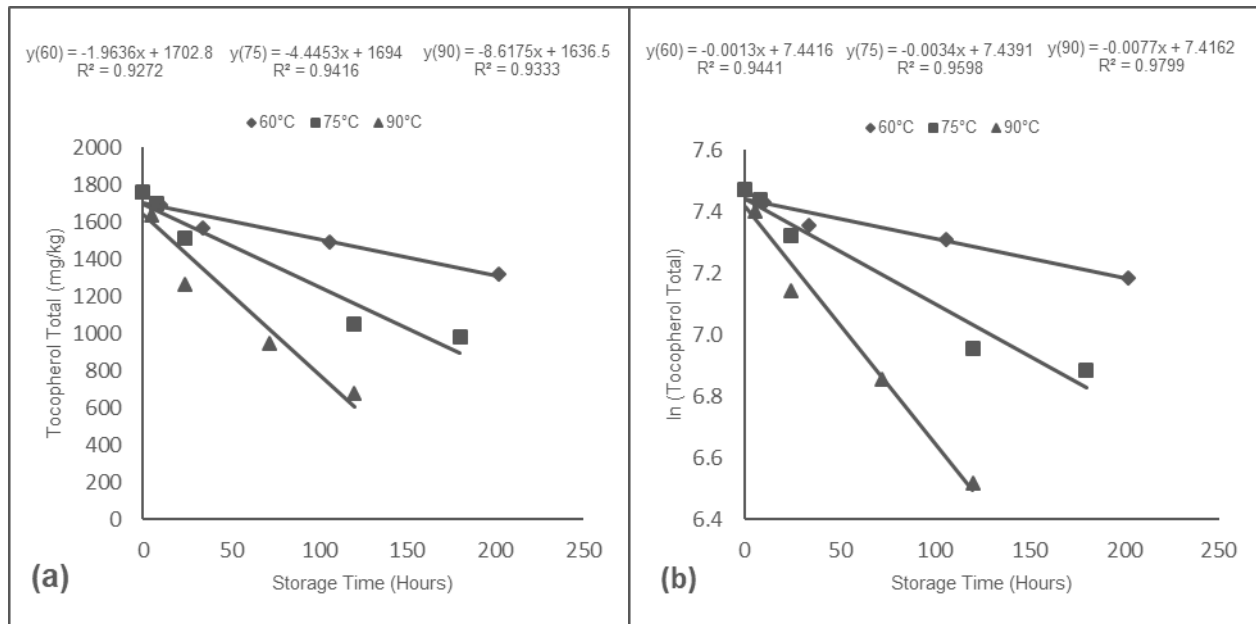 y(60) = -1.9636x + 1702.8 y(75) = -4.4453x + 1694 y(90) = -8.6175x + 1636.5
R² = 0.9272 R² = 0.9416 R² = 0.9333
60°C 75°C 90°C
2000
1800
1600
1400
1200
1000
800
600
400
200
0
Tocopherol Total (mg/kg)
0 50 100 150 200 250
Storage Time (Hours)
(a)
y(60) = -0.0013x + 7.4416 y(75) = -0.0034x + 7.4391 y(90) = -0.0077x + 7.4162
R² = 0.9441 R² = 0.9598 R² = 0.9799
60°C 75°C 90°C
7.6
7.4
7.2
7.0
6.8
6.6
6.4
ln (Tocopherol Total)
0 50 100 150 200 250
Storage Time (Hours)
(b)